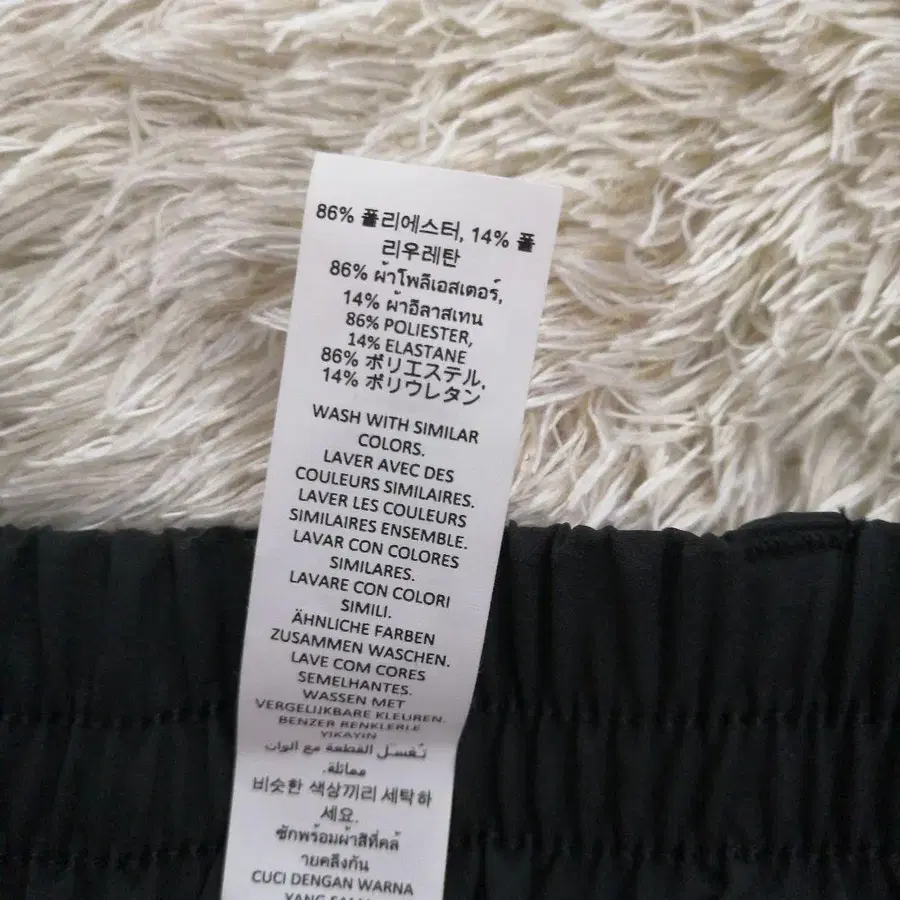 86% 폴리에스터, 14% 폴
리우레탄
86% ผ้าโพลีเอสเตอร์,
14% ผ้าอิลาสเทน
86% POLIESTER,
14% ELASTANE
86% ポリエステル,
14% ポリウレタン
WASH WITH SIMILAR
COLORS.
LAVER AVEC DES
COULEURS SIMILAIRES.
LAVER LES COULEURS
SIMILAIRES ENSEMBLE.
LAVAR CON COLORES
SIMILARES.
LAVARE CON COLORI
SIMILI.
ÄHNLICHE FARBEN
ZUSAMMEN WASCHEN.
LAVE COM CORES
SEMELHANTES.
WASSEN MET
VERGELIJKBARE KLEUREN.
BENZER RENKLERLE
YIKAYIN
تُغسل القطعة مع ألوان
مماثلة.
비슷한 색상끼리 세탁하
세요.
ซักพร้อมผ้าสีที่คล้
ายคลึงกัน
CUCI DENGAN WARNA
YANG